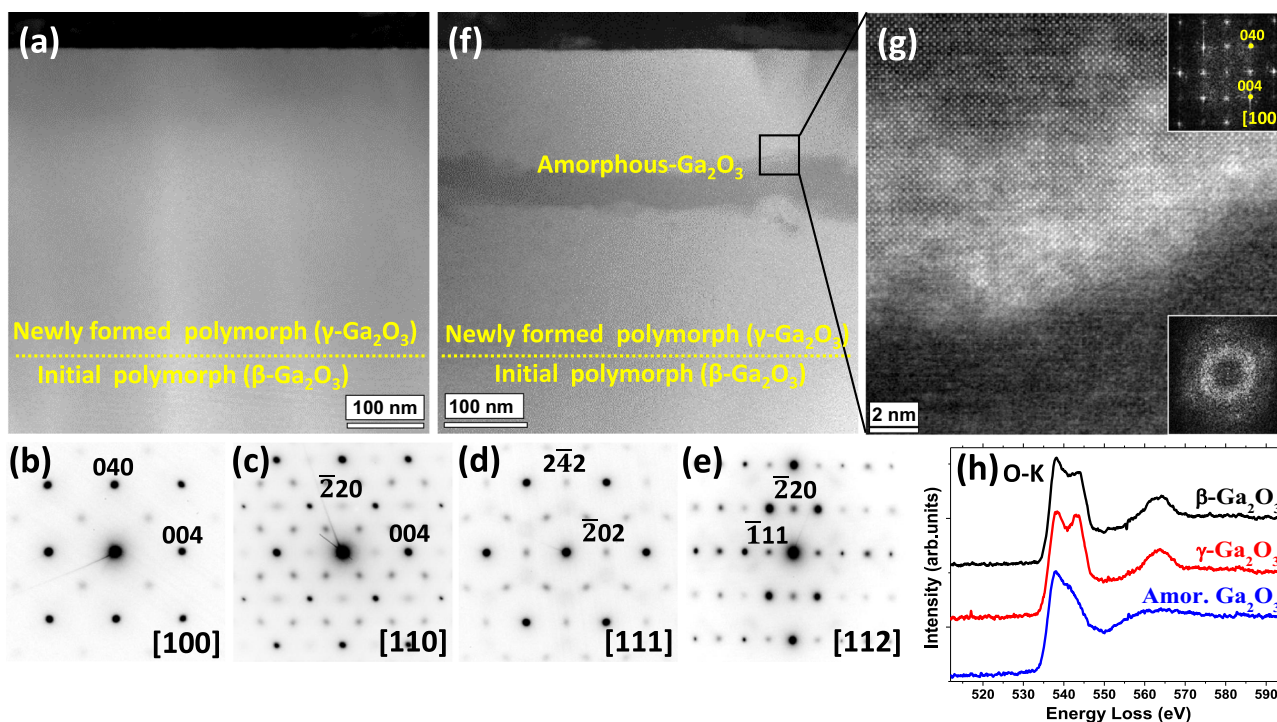 (a)
Newly formed polymorph (γ-Ga₂O₃)
Initial polymorph (β-Ga₂O₃)
100 nm
(f)
Amorphous-Ga₂O₃
Newly formed polymorph (γ-Ga₂O₃)
Initial polymorph (β-Ga₂O₃)
100 nm
(g)
040
004
[100
2 nm
(b)
040
004
[100]
(c)
2̅20
004
[110]
(d)
24̅2
2̅02
[111]
(e)
2̅20
1̅11
[112]
(h) O-K
β-Ga₂O₃
γ-Ga₂O₃
Amor. Ga₂O₃
Intensity (arb.units)
520 530 540 550 560 570 580 590
Energy Loss (eV)